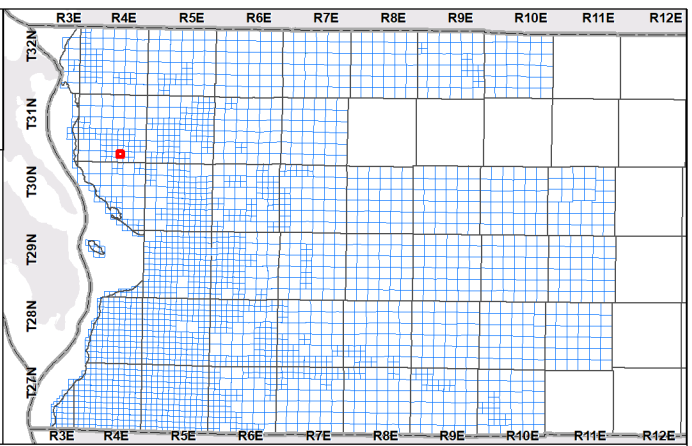 R3E R4E R5E R6E R7E R8E R9E R10E R11E R12E
T32N
T31N
T30N
T29N
T28N
T27N
R3E R4E R5E R6E R7E R8E R9E R10E R11E R12E